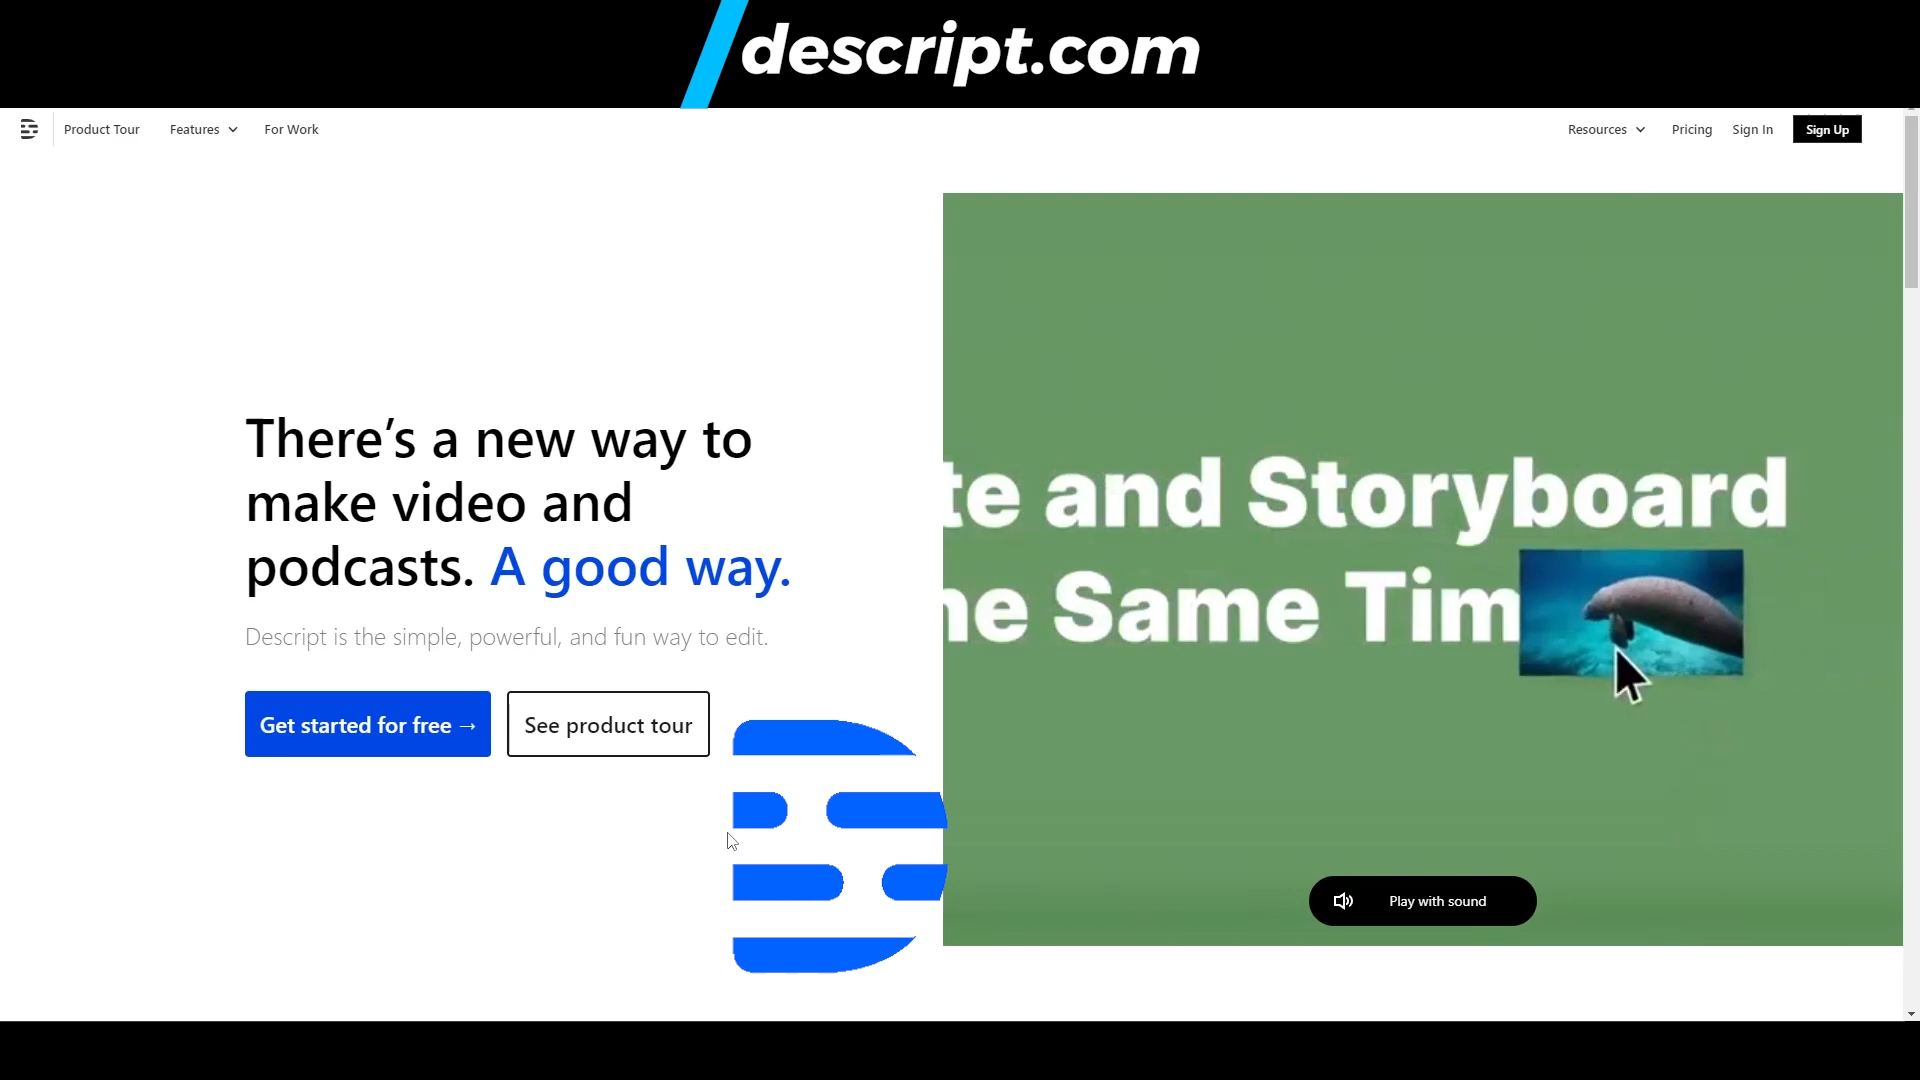 descript.com
Product Tour
Features
For Work
Resources
Pricing
Sign In
Sign Up
There's a new way to
make video and
podcasts. A good way.
Descript is the simple, powerful, and fun way to edit.
Get started for free →
See product tour
te and Storyboard
ne Same Tim
Play with sound